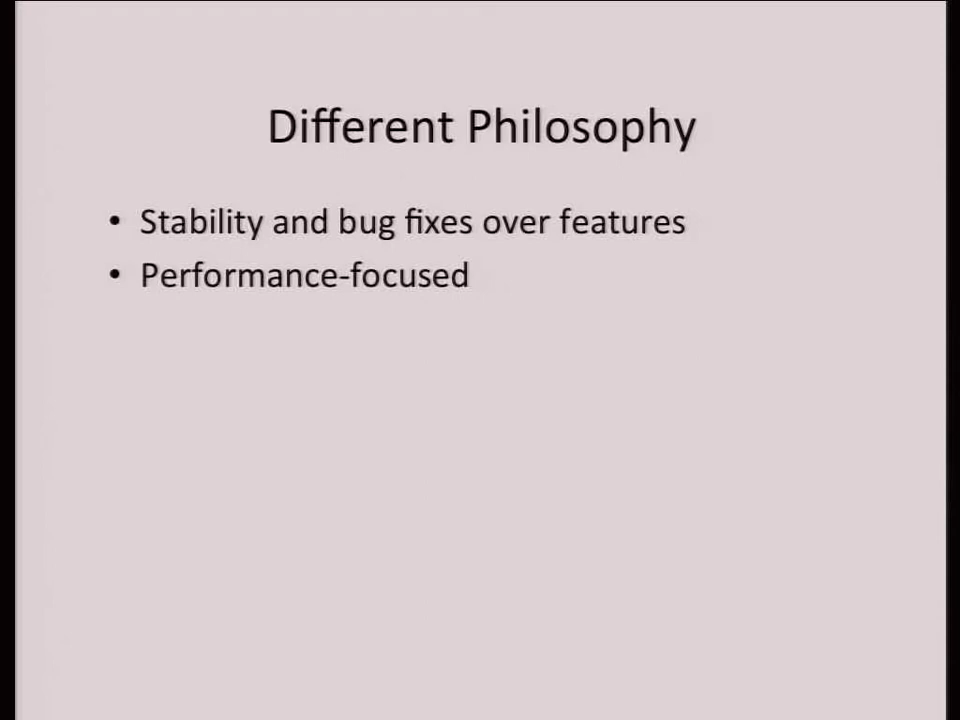 Different Philosophy
• Stability and bug fixes over features
• Performance-focused